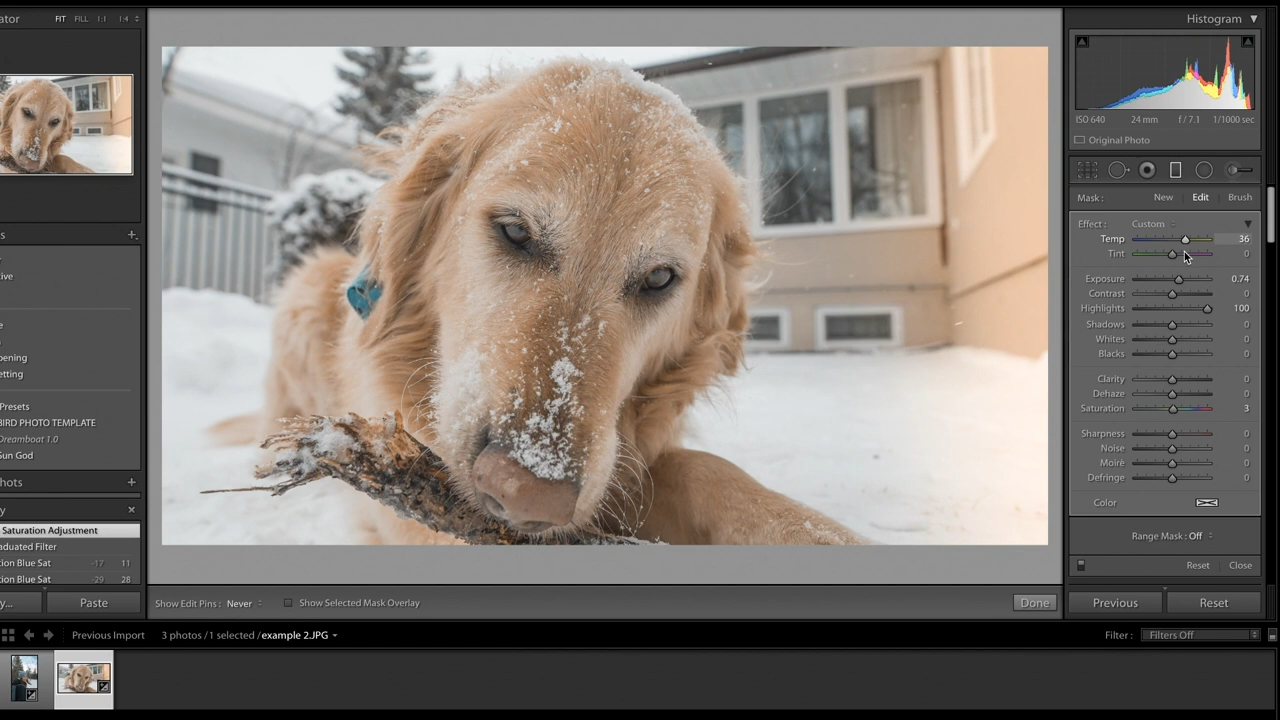 ator FIT FILL 1:1 1:4
Histogram
ISO 640 24 mm f / 7.1 1/1000 sec
Original Photo
Mask : New Edit Brush
Effect : Custom
Temp 36
Tint 0
Exposure 0.74
Contrast 0
Highlights 100
Shadows 0
Whites 0
Blacks 0
Clarity 0
Dehaze 0
Saturation 3
Sharpness 0
Noise 0
Moiré 0
Defringe 0
Color
Range Mask : Off
Reset Close
Previous Reset
s
ive
e
pening
etting
Presets
BIRD PHOTO TEMPLATE
Dreamboat 1.0
Sun God
hots
y
Saturation Adjustment
aduated Filter
ion Blue Sat -17 11
ion Blue Sat -29 28
y... Paste
Show Edit Pins : Never Show Selected Mask Overlay Done
Previous Import 3 photos / 1 selected / example 2.JPG Filter : Filters Off